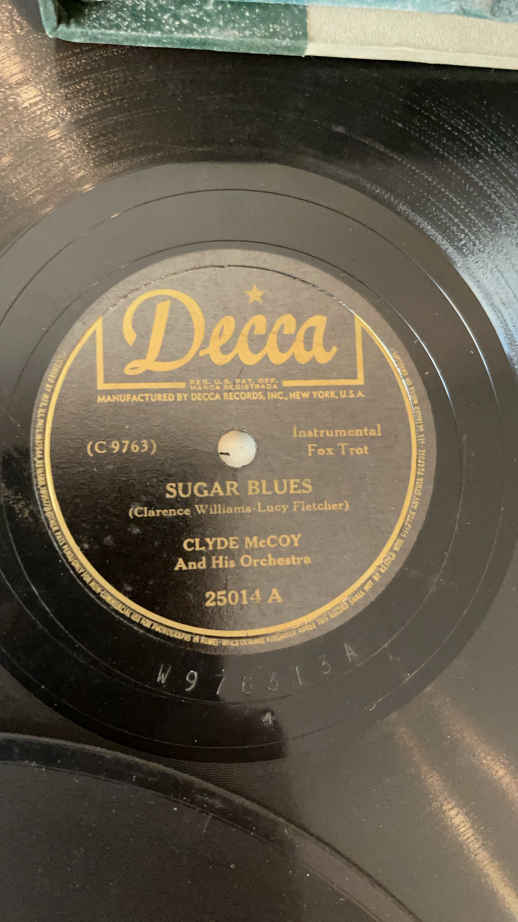 Decca
REG. U.S. PAT. OFF.
MARCA REGISTRADA
MANUFACTURED BY DECCA RECORDS, INC., NEW YORK, U.S.A.
(C 9763)
Instrumental
Fox Trot
SUGAR BLUES
(Clarence Williams-Lucy Fletcher)
CLYDE McCOY
And His Orchestra
25014 A